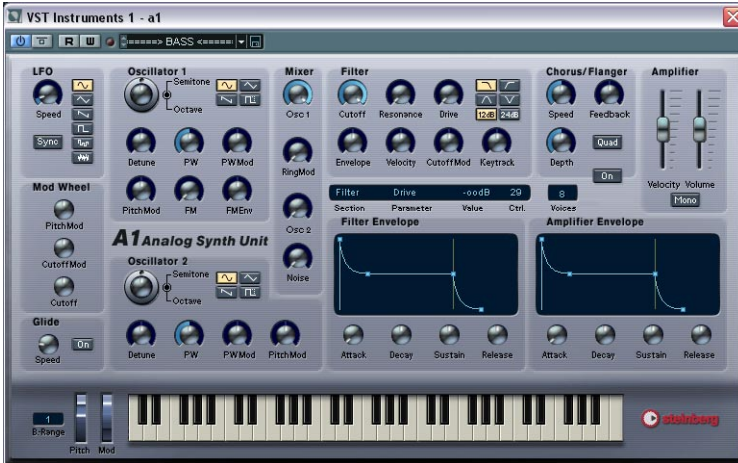 VST Instruments 1 - a1
R W =====> BASS <=====
LFO
Speed
Sync
Mod Wheel
PitchMod
CutoffMod
Cutoff
Glide
Speed On
Oscillator 1
Semitone
Octave
Detune PW PWMod
PitchMod FM FMEnv
A1 Analog Synth Unit
Oscillator 2
Semitone
Octave
Detune PW PWMod PitchMod
Mixer
Osc 1
RingMod
Osc 2
Noise
Filter
Cutoff Resonance Drive 12dB 24dB
Envelope Velocity CutoffMod Keytrack
Chorus/Flanger
Speed Feedback
Depth Quad
On
Amplifier
Velocity Volume
Mono
Filter Drive -oodB 29
Section Parameter Value Ctrl.
8
Voices
Filter Envelope
Attack Decay Sustain Release
Amplifier Envelope
Attack Decay Sustain Release
1
B-Range
Pitch Mod
steinberg